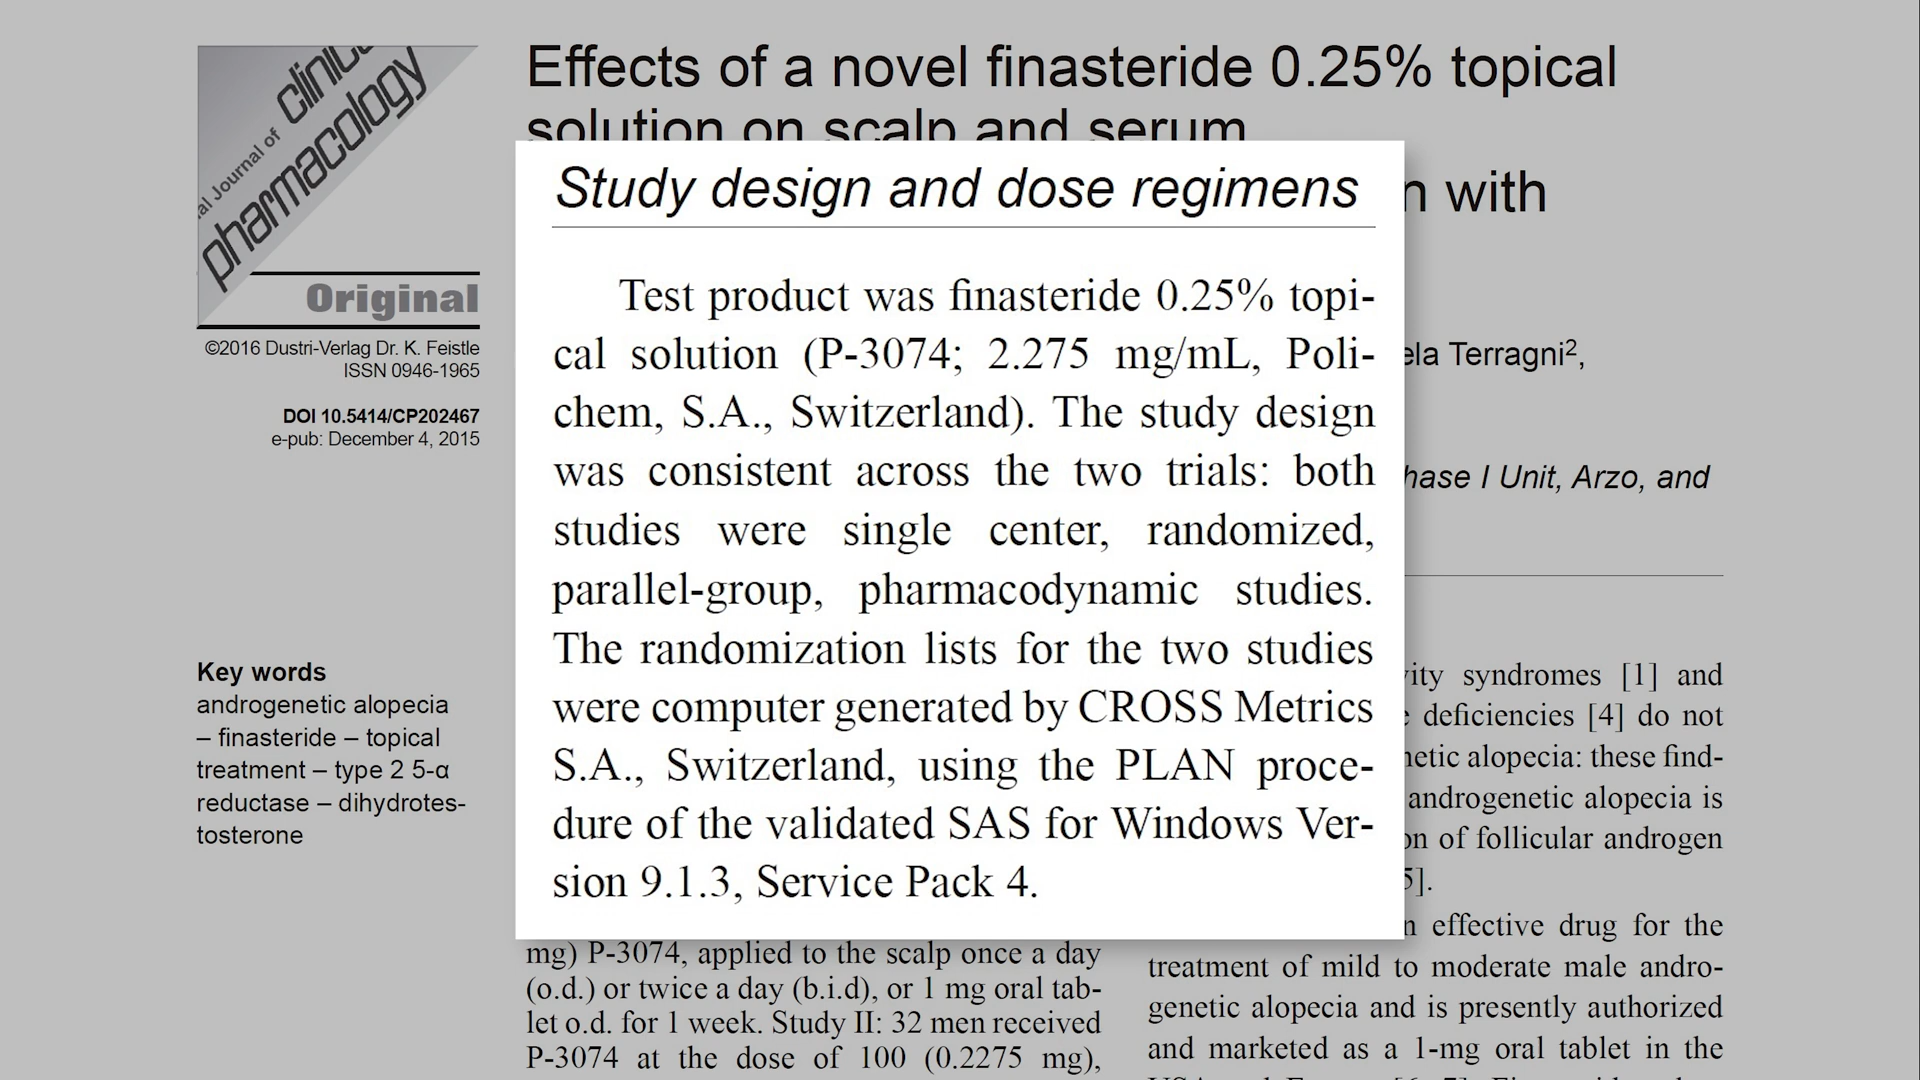 al Journal of
clinic
pharmacology
Original
©2016 Dustri-Verlag Dr. K. Feistle
ISSN 0946-1965
DOI 10.5414/CP202467
e-pub: December 4, 2015
Key words
androgenetic alopecia
– finasteride – topical
treatment – type 2 5-α
reductase – dihydrotes-
tosterone
Effects of a novel finasteride 0.25% topical
solution on scalp and serum
n with
ela Terragni²,
hase I Unit, Arzo, and
Study design and dose regimens
Test product was finasteride 0.25% topi-
cal solution (P-3074; 2.275 mg/mL, Poli-
chem, S.A., Switzerland). The study design
was consistent across the two trials: both
studies were single center, randomized,
parallel-group, pharmacodynamic studies.
The randomization lists for the two studies
were computer generated by CROSS Metrics
S.A., Switzerland, using the PLAN proce-
dure of the validated SAS for Windows Ver-
sion 9.1.3, Service Pack 4.
mg) P-3074, applied to the scalp once a day
(o.d.) or twice a day (b.i.d), or 1 mg oral tab-
let o.d. for 1 week. Study II: 32 men received
P-3074 at the dose of 100 (0.2275 mg),
vity syndromes [1] and
e deficiencies [4] do not
netic alopecia: these find-
androgenetic alopecia is
on of follicular androgen
5].
n effective drug for the
treatment of mild to moderate male andro-
genetic alopecia and is presently authorized
and marketed as a 1-mg oral tablet in the